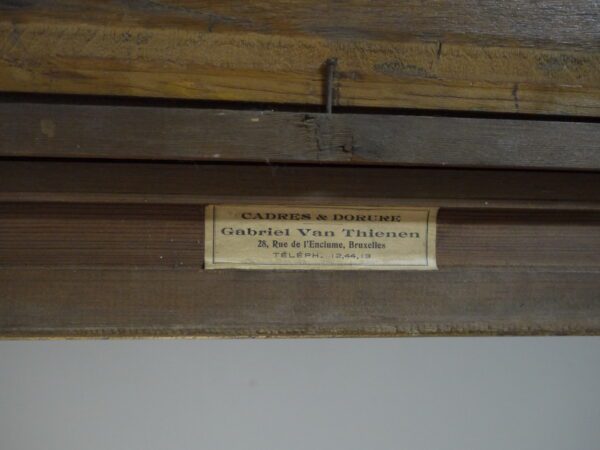 CADRES & DORURE
Gabriel Van Thienen
28, Rue de l'Enclume, Bruxelles
TÉLÉPH. 12,44,13